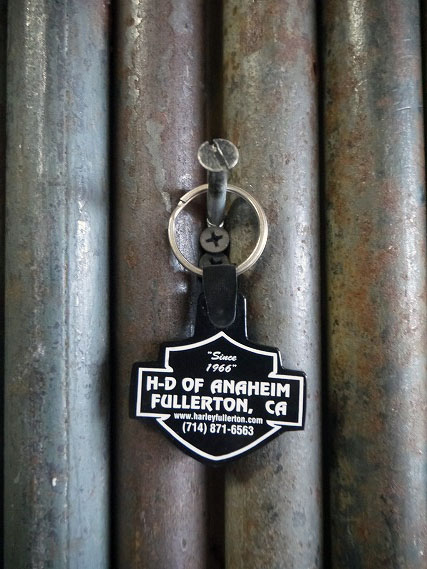 "Since
1966"
H-D OF ANAHEIM
FULLERTON, CA
www.harleyfullerton.com
(714) 871-6563